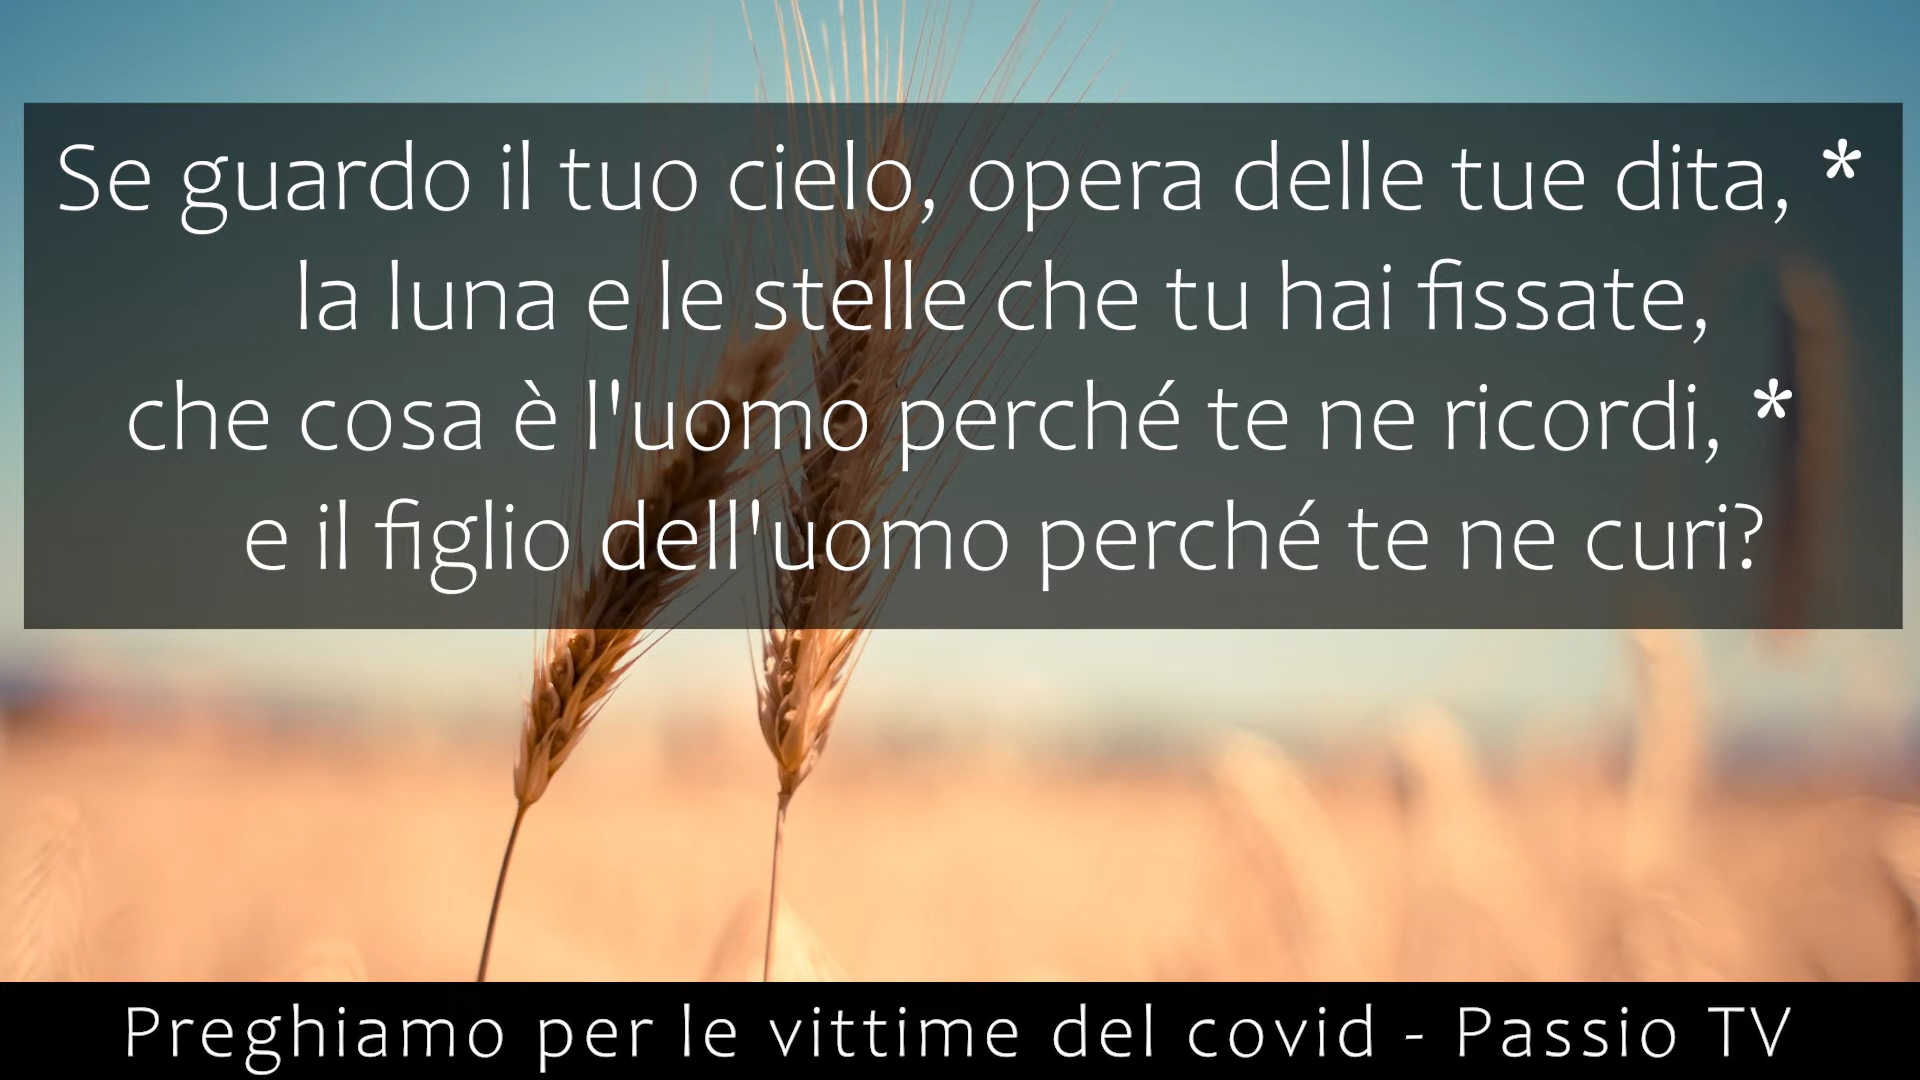 Se guardo il tuo cielo, opera delle tue dita, *
la luna e le stelle che tu hai fissate,
che cosa è l'uomo perché te ne ricordi, *
e il figlio dell'uomo perché te ne curi?
Preghiamo per le vittime del covid - Passio TV